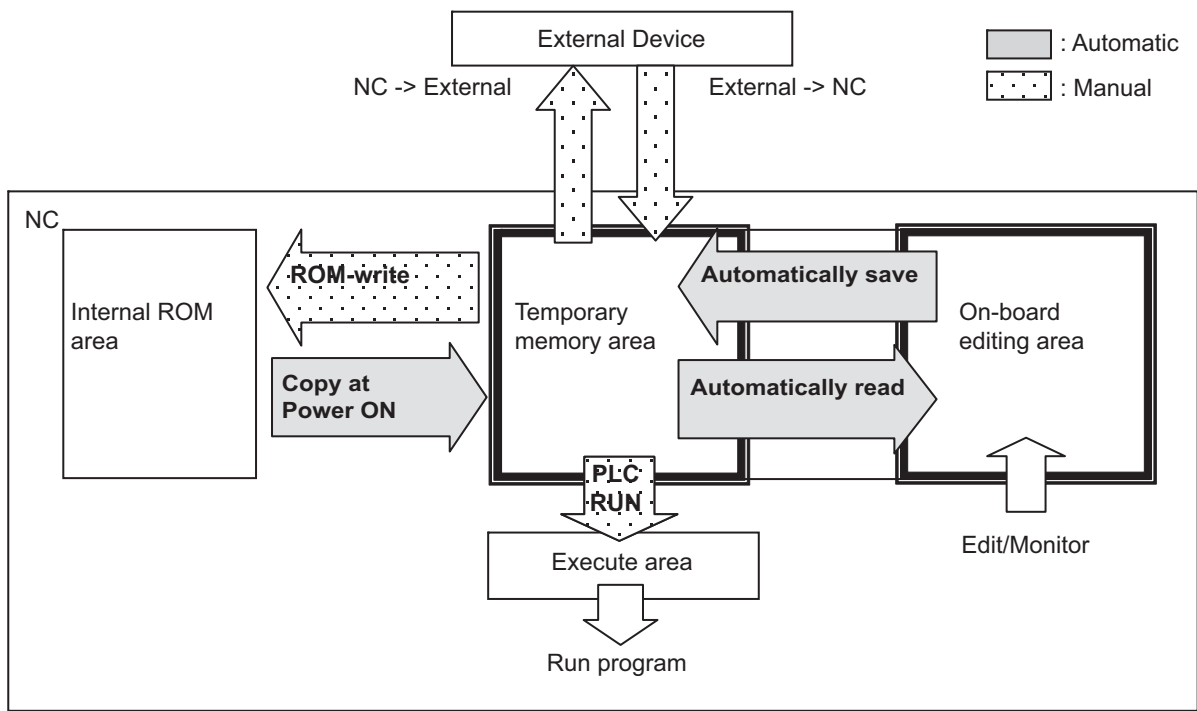 External Device
: Automatic
: Manual
NC -> External
External -> NC
NC
Internal ROM
area
ROM-write
Copy at
Power ON
Temporary
memory area
Automatically save
Automatically read
On-board
editing area
PLC
RUN
Execute area
Edit/Monitor
Run program